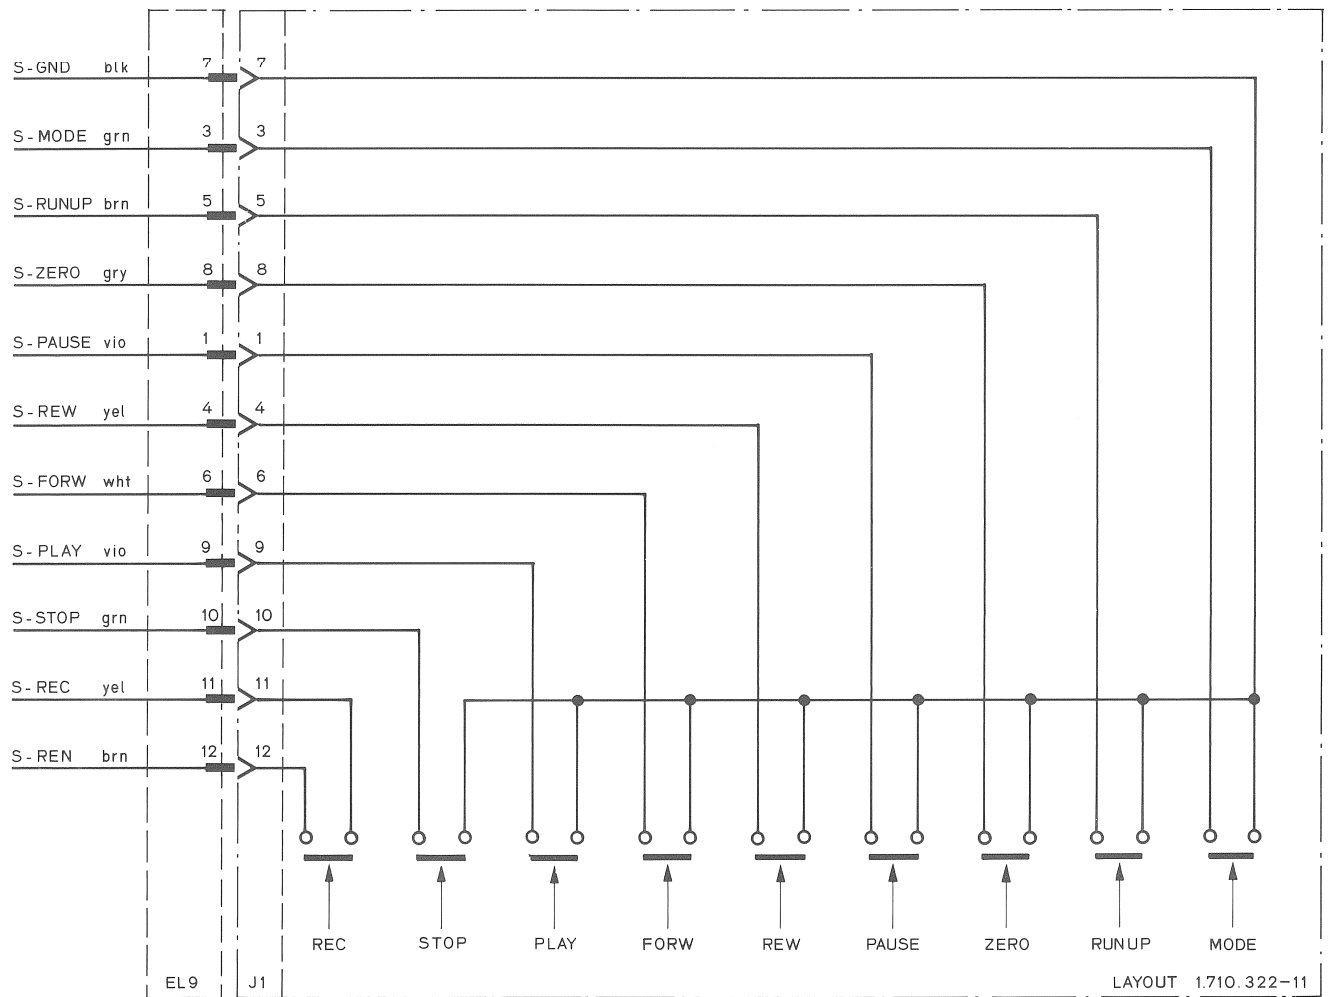 S-GND blk 7 7
S-MODE grn 3 3
S-RUNUP brn 5 5
S-ZERO gry 8 8
S-PAUSE vio 1 1
S-REW yel 4 4
S-FORW wht 6 6
S-PLAY vio 9 9
S-STOP grn 10 10
S-REC yel 11 11
S-REN brn 12 12
REC STOP PLAY FORW REW PAUSE ZERO RUNUP MODE
EL9 J1 LAYOUT 1.710.322-11